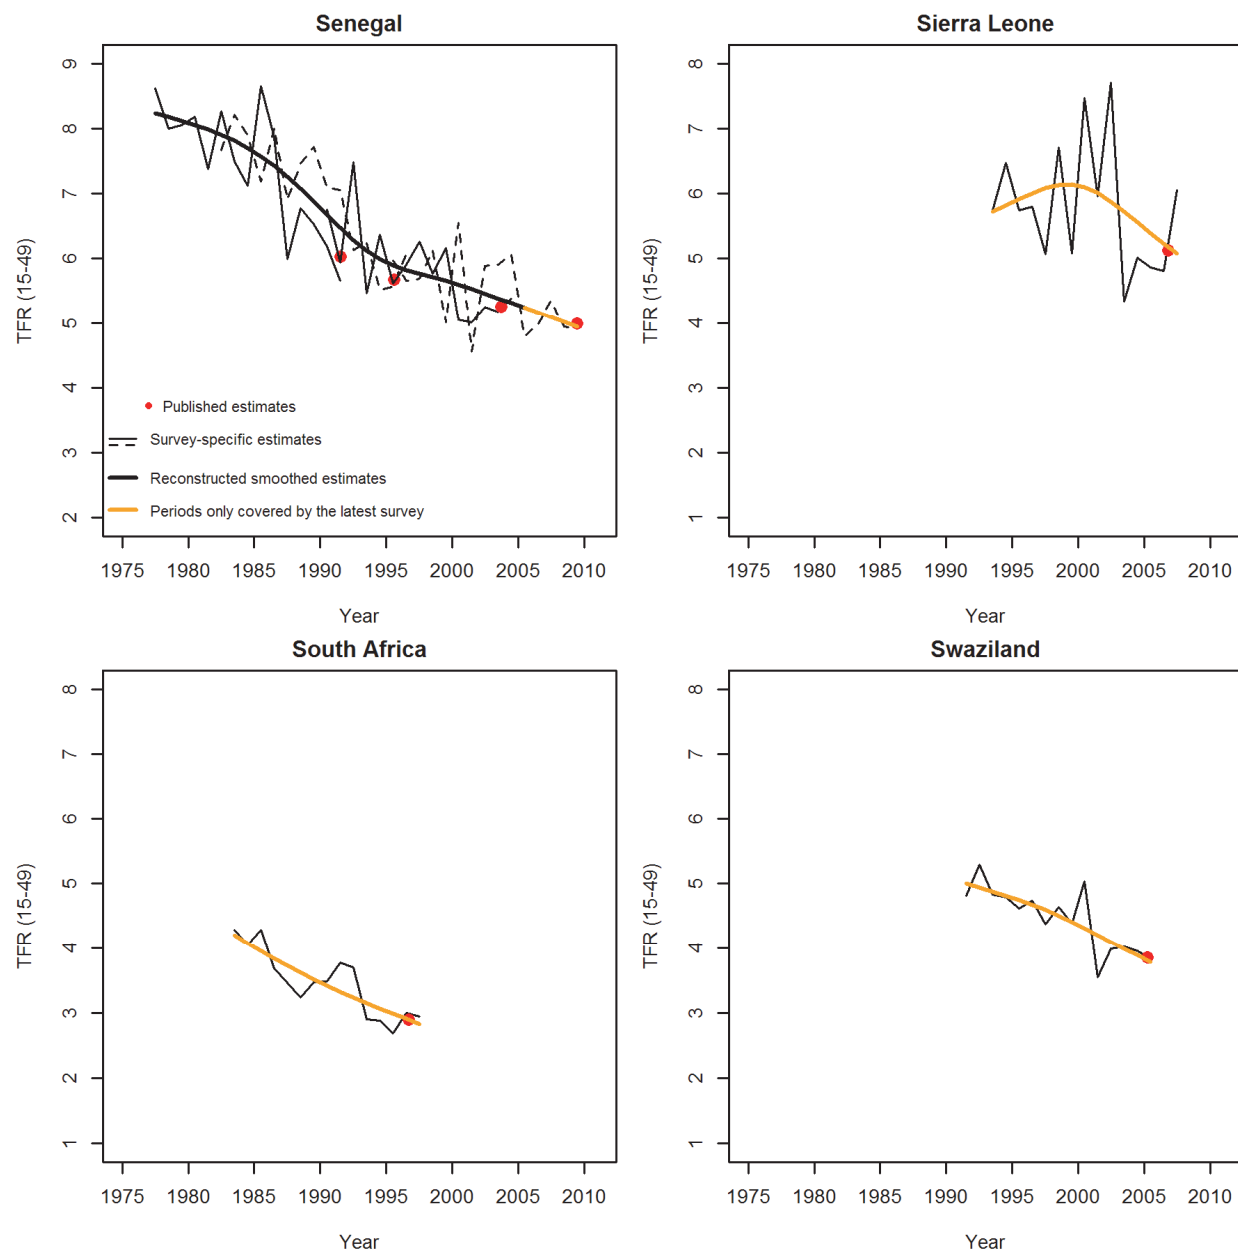 Senegal
9
8
7
6
5
4
3
2
TFR (15-49)
Published estimates
Survey-specific estimates
Reconstructed smoothed estimates
Periods only covered by the latest survey
1975 1980 1985 1990 1995 2000 2005 2010
Year
Sierra Leone
8
7
6
5
4
3
2
1
TFR (15-49)
1975 1980 1985 1990 1995 2000 2005 2010
Year
South Africa
8
7
6
5
4
3
2
1
TFR (15-49)
1975 1980 1985 1990 1995 2000 2005 2010
Year
Swaziland
8
7
6
5
4
3
2
1
TFR (15-49)
1975 1980 1985 1990 1995 2000 2005 2010
Year